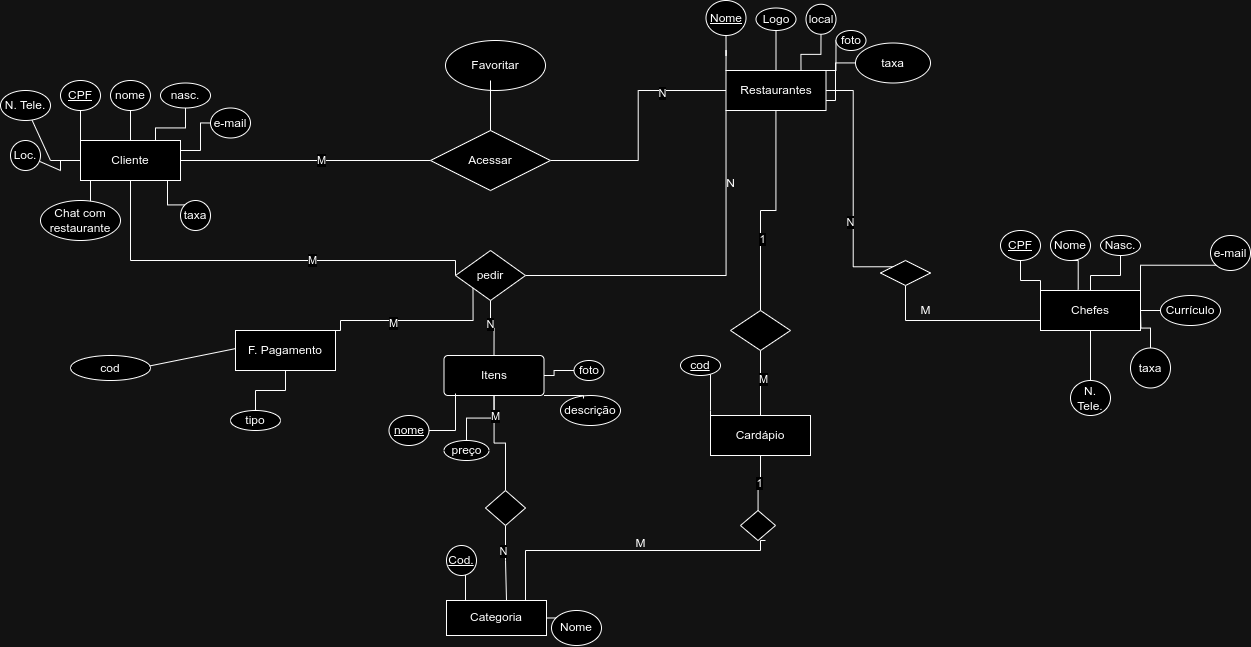 Nome
Logo
local
foto
taxa
Favoritar
N. Tele.
CPF
nome
nasc.
e-mail
Restaurantes
N
Loc.
Cliente
M
Acessar
N
Chat com
restaurante
taxa
N
1
CPF
Nome
Nasc.
e-mail
M
pedir
M
Chefes
Currículo
M
N
F. Pagamento
cod
Itens
foto
cod
M
taxa
N.
Tele.
tipo
nome
M
descrição
preço
Cardápio
1
M
N
Cod.
Categoria
Nome